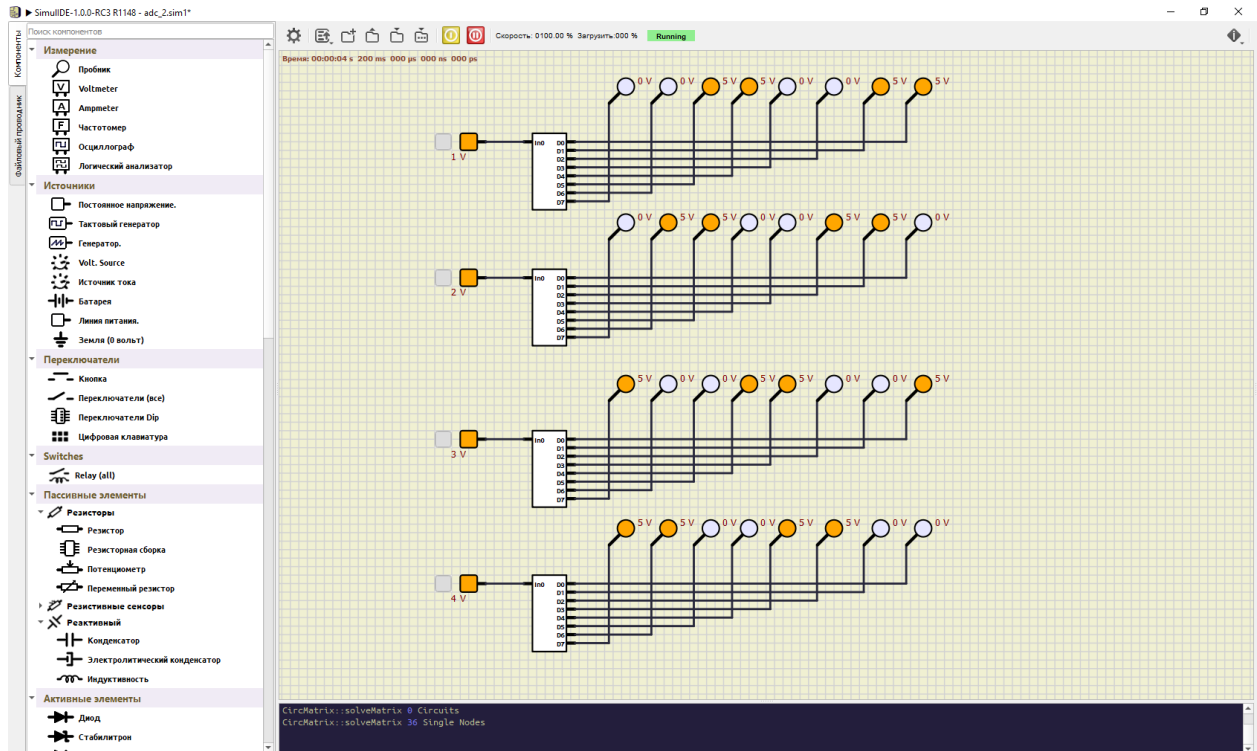 SimulIDE-1.0.0-RC3 R1148 - adc_2.sim1*
Компоненты
Файловый проводник
Поиск компонентов
Измерение
Пробник
Voltmeter
Ampmeter
Частотомер
Осциллограф
Логический анализатор
Источники
Постоянное напряжение.
Тактовый генератор
Генератор.
Volt. Source
Источник тока
Батарея
Линия питания.
Земля (0 вольт)
Переключатели
Кнопка
Переключатели (все)
Переключатели Dip
Цифровая клавиатура
Switches
Relay (all)
Пассивные элементы
Резисторы
Резистор
Резисторная сборка
Потенциометр
Переменный резистор
Резистивные сенсоры
Реактивный
Конденсатор
Электролитический конденсатор
Индуктивность
Активные элементы
Диод
Стабилитрон
Скорость: 0100.00 % Загрузить:000 % Running
Время: 00:00:04 s 200 ms 000 µs 000 ns 000 ps
0 V 0 V 5 V 5 V 0 V 0 V 5 V 5 V
1 V
In0 D0
D1
D2
D3
D4
D5
D6
D7
0 V 5 V 5 V 0 V 0 V 5 V 5 V 0 V
2 V
In0 D0
D1
D2
D3
D4
D5
D6
D7
5 V 0 V 0 V 5 V 5 V 0 V 0 V 5 V
3 V
In0 D0
D1
D2
D3
D4
D5
D6
D7
5 V 5 V 0 V 0 V 5 V 5 V 0 V 0 V
4 V
In0 D0
D1
D2
D3
D4
D5
D6
D7
CircMatrix::solveMatrix 0 Circuits
CircMatrix::solveMatrix 36 Single Nodes